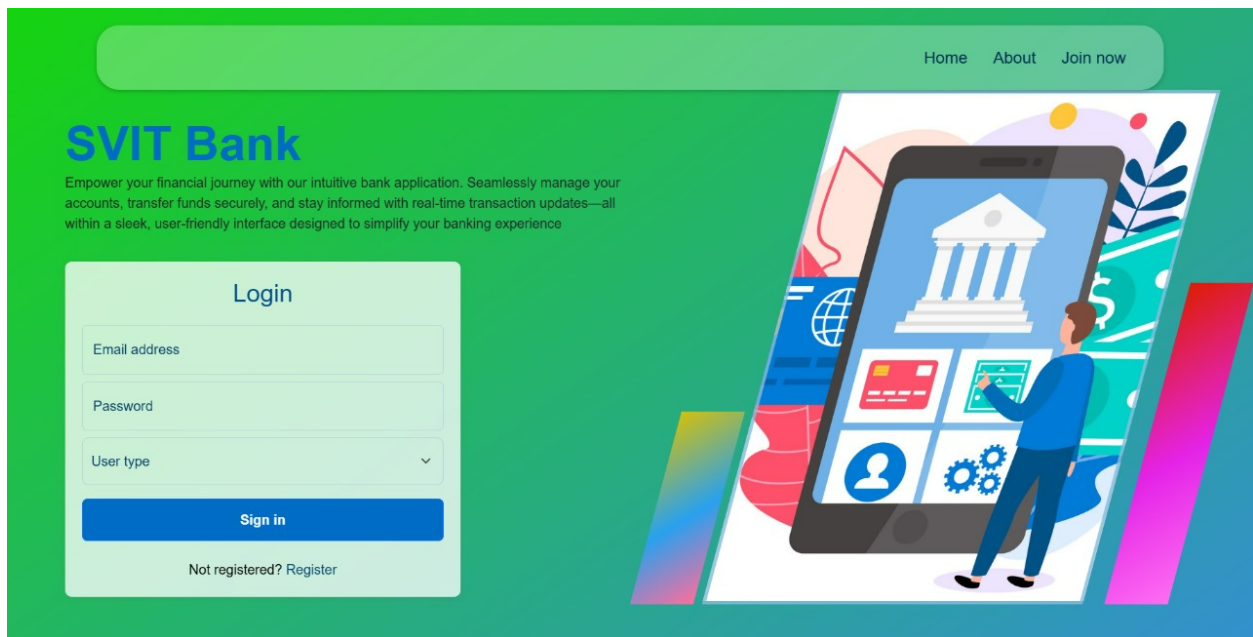 Home About Join now
SVIT Bank
Empower your financial journey with our intuitive bank application. Seamlessly manage your
accounts, transfer funds securely, and stay informed with real-time transaction updates—all
within a sleek, user-friendly interface designed to simplify your banking experience
Login
Email address
Password
User type
Sign in
Not registered? Register
$